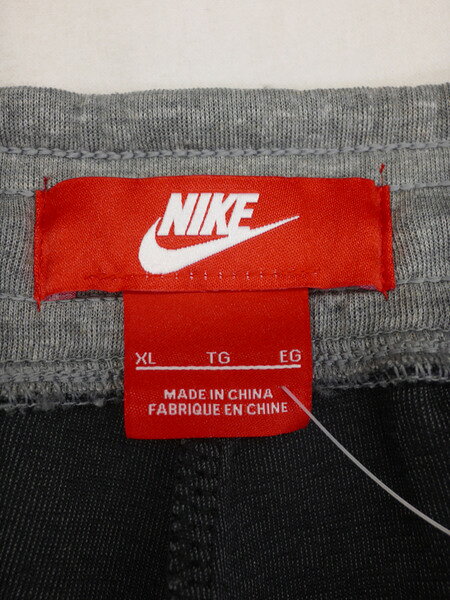 NIKE
XL TG EG
MADE IN CHINA
FABRIQUE EN CHINE